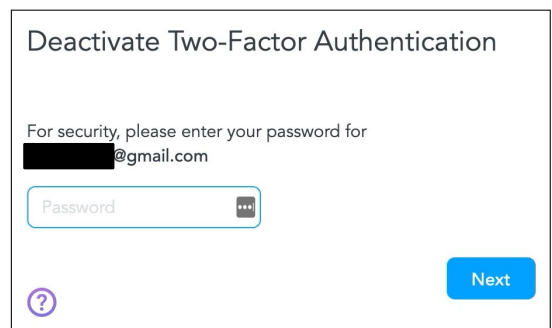 Deactivate Two-Factor Authentication
For security, please enter your password for
@gmail.com
Password
Next
?